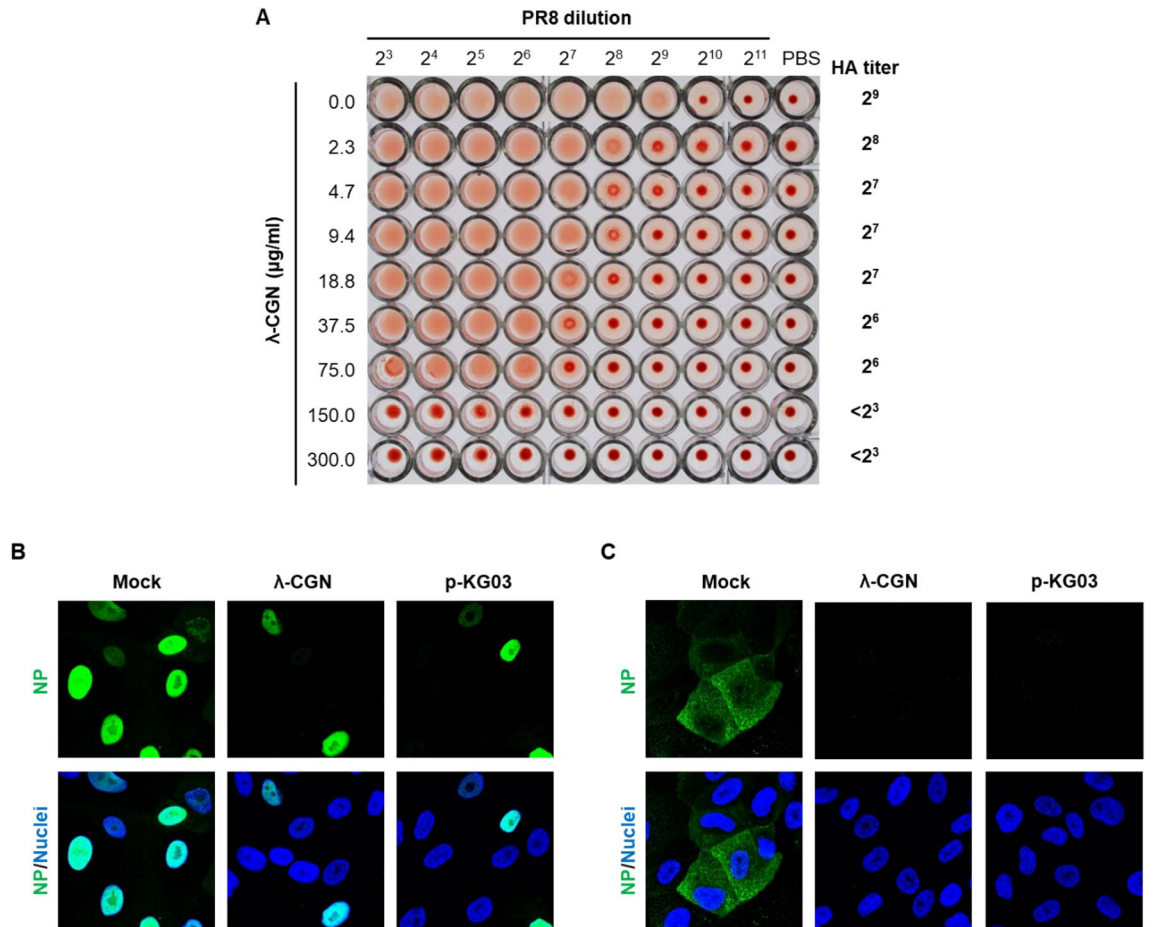 A
PR8 dilution
2³ 2⁴ 2⁵ 2⁶ 2⁷ 2⁸ 2⁹ 2¹⁰ 2¹¹ PBS HA titer
λ-CGN (µg/ml)
0.0 2⁹
2.3 2⁸
4.7 2⁷
9.4 2⁷
18.8 2⁷
37.5 2⁶
75.0 2⁶
150.0 <2³
300.0 <2³
B
Mock λ-CGN p-KG03
NP
NP/Nuclei
C
Mock λ-CGN p-KG03
NP
NP/Nuclei